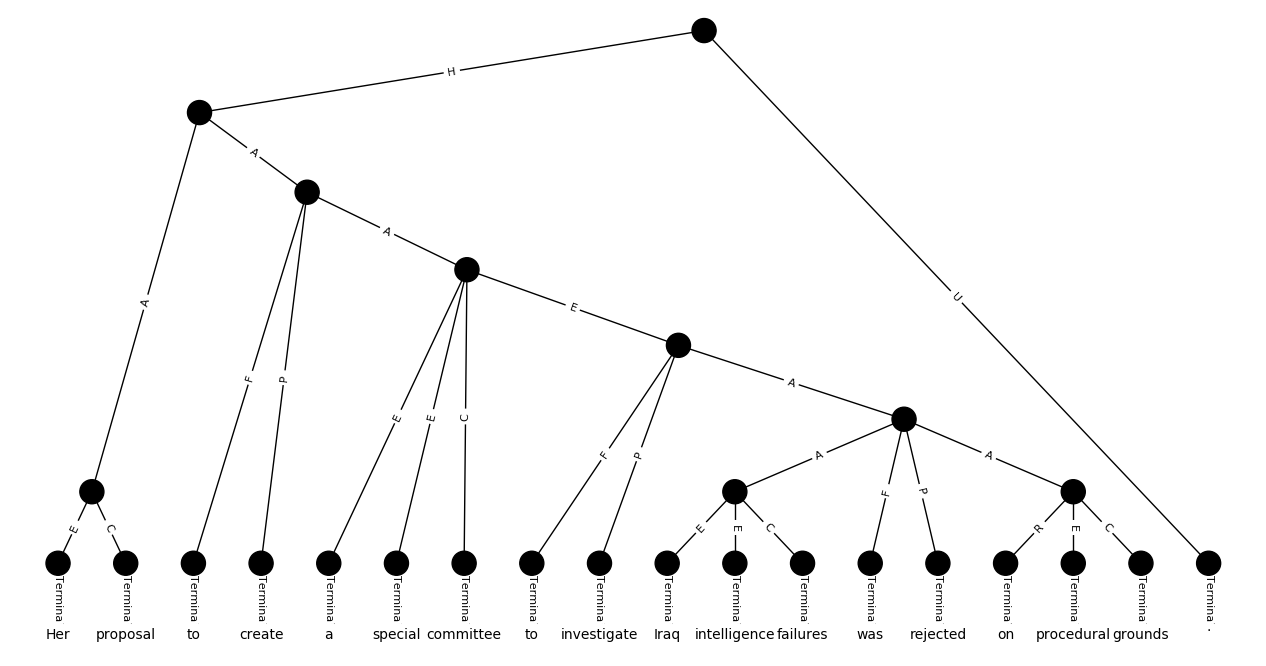 H
A
A
A
U
E
A
F
P
E
E
C
F
P
A
A
F
P
E
C
E
E
C
R
E
C
Termina Termina Termina Termina Termina Termina Termina Termina Termina Termina Termina Termina Termina Termina Termina Termina Termina Termina
Her proposal to create a special committee to investigate Iraq intelligence failures was rejected on procedural grounds .